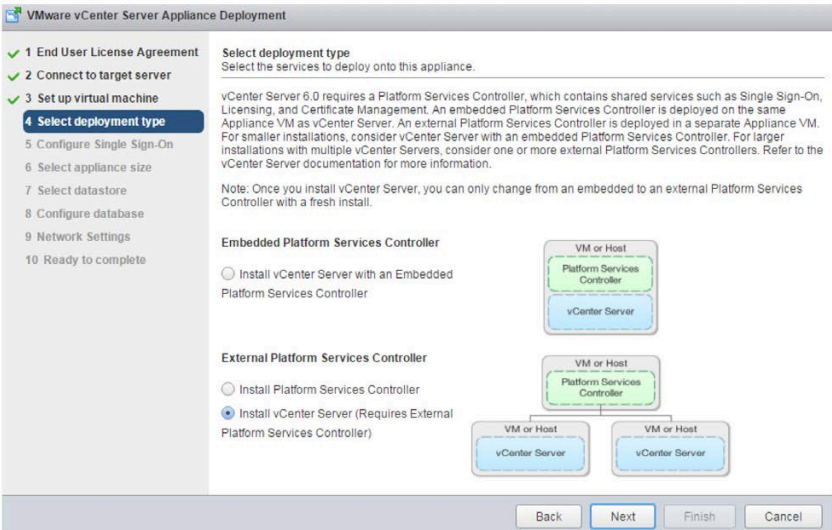 VMware vCenter Server Appliance Deployment
1 End User License Agreement
2 Connect to target server
3 Set up virtual machine
4 Select deployment type
5 Configure Single Sign-On
6 Select appliance size
7 Select datastore
8 Configure database
9 Network Settings
10 Ready to complete
Select deployment type
Select the services to deploy onto this appliance.
vCenter Server 6.0 requires a Platform Services Controller, which contains shared services such as Single Sign-On,
Licensing, and Certificate Management. An embedded Platform Services Controller is deployed on the same
Appliance VM as vCenter Server. An external Platform Services Controller is deployed in a separate Appliance VM.
For smaller installations, consider vCenter Server with an embedded Platform Services Controller. For larger
installations with multiple vCenter Servers, consider one or more external Platform Services Controllers. Refer to the
vCenter Server documentation for more information.
Note: Once you install vCenter Server, you can only change from an embedded to an external Platform Services
Controller with a fresh install.
Embedded Platform Services Controller
Install vCenter Server with an Embedded
Platform Services Controller
VM or Host
Platform Services
Controller
vCenter Server
External Platform Services Controller
Install Platform Services Controller
Install vCenter Server (Requires External
Platform Services Controller)
VM or Host
Platform Services
Controller
VM or Host
VM or Host
vCenter Server
vCenter Server
Back
Next
Finish
Cancel